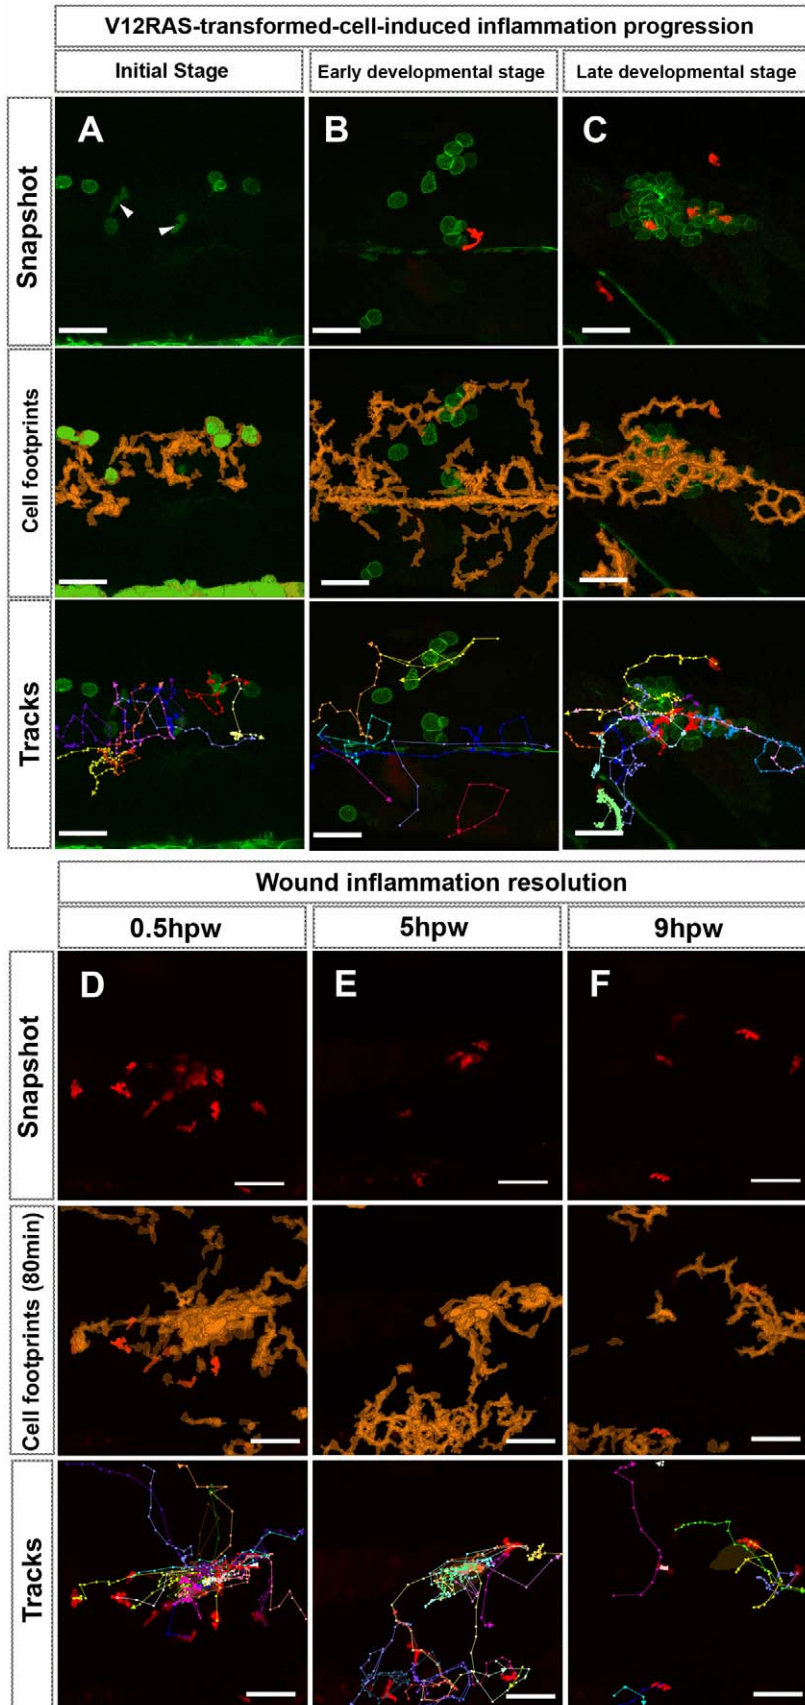 V12RAS-transformed-cell-induced inflammation progression
Initial Stage
Early developmental stage
Late developmental stage
Snapshot
A
B
C
Cell footprints
Tracks
Wound inflammation resolution
0.5hpw
5hpw
9hpw
Snapshot
D
E
F
Cell footprints (80min)
Tracks